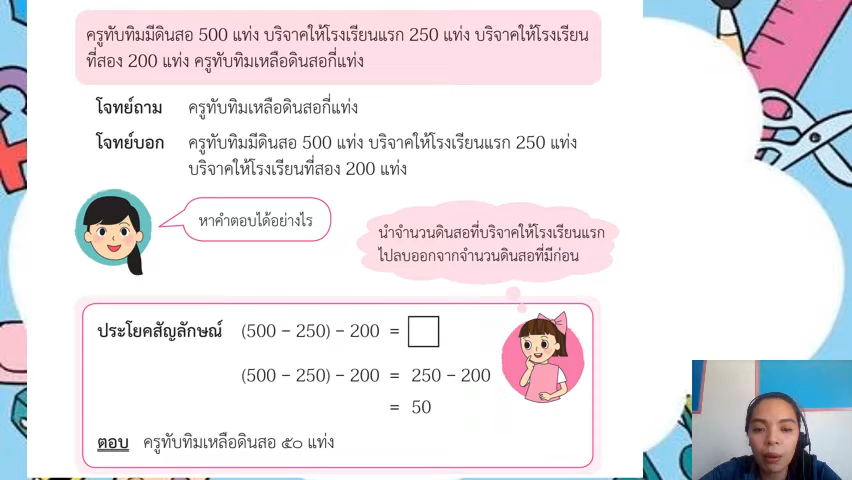 ครูทับทิมมีดินสอ 500 แท่ง บริจาคให้โรงเรียนแรก 250 แท่ง บริจาคให้โรงเรียน
ที่สอง 200 แท่ง ครูทับทิมเหลือดินสอกี่แท่ง
โจทย์ถาม ครูทับทิมเหลือดินสอกี่แท่ง
โจทย์บอก ครูทับทิมมีดินสอ 500 แท่ง บริจาคให้โรงเรียนแรก 250 แท่ง
บริจาคให้โรงเรียนที่สอง 200 แท่ง
หาคำตอบได้อย่างไร
นำจำนวนดินสอที่บริจาคให้โรงเรียนแรก
ไปลบออกจากจำนวนดินสอที่มีก่อน
ประโยคสัญลักษณ์ (500 − 250) − 200 = □
(500 − 250) − 200 = 250 − 200
= 50
ตอบ ครูทับทิมเหลือดินสอ ๕๐ แท่ง